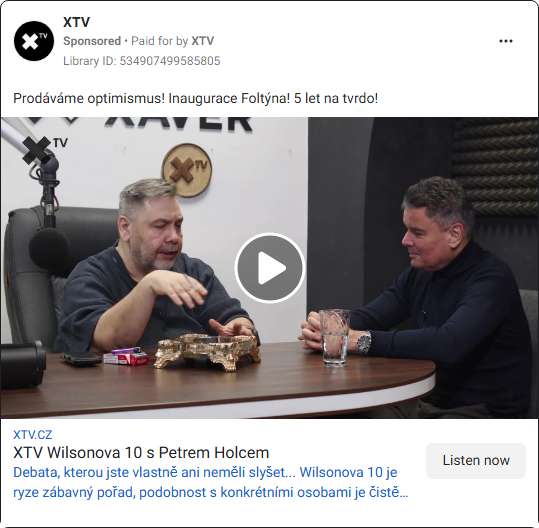 XTV
Sponsored • Paid for by XTV
Library ID: 534907499585805
Prodáváme optimismus! Inaugurace Foltýna! 5 let na tvrdo!
XAVER
XTV
XTV
XTV.CZ
XTV Wilsonova 10 s Petrem Holcem
Debata, kterou jste vlastně ani neměli slyšet... Wilsonova 10 je
ryze zábavný pořad, podobnost s konkrétními osobami je čistě…
Listen now